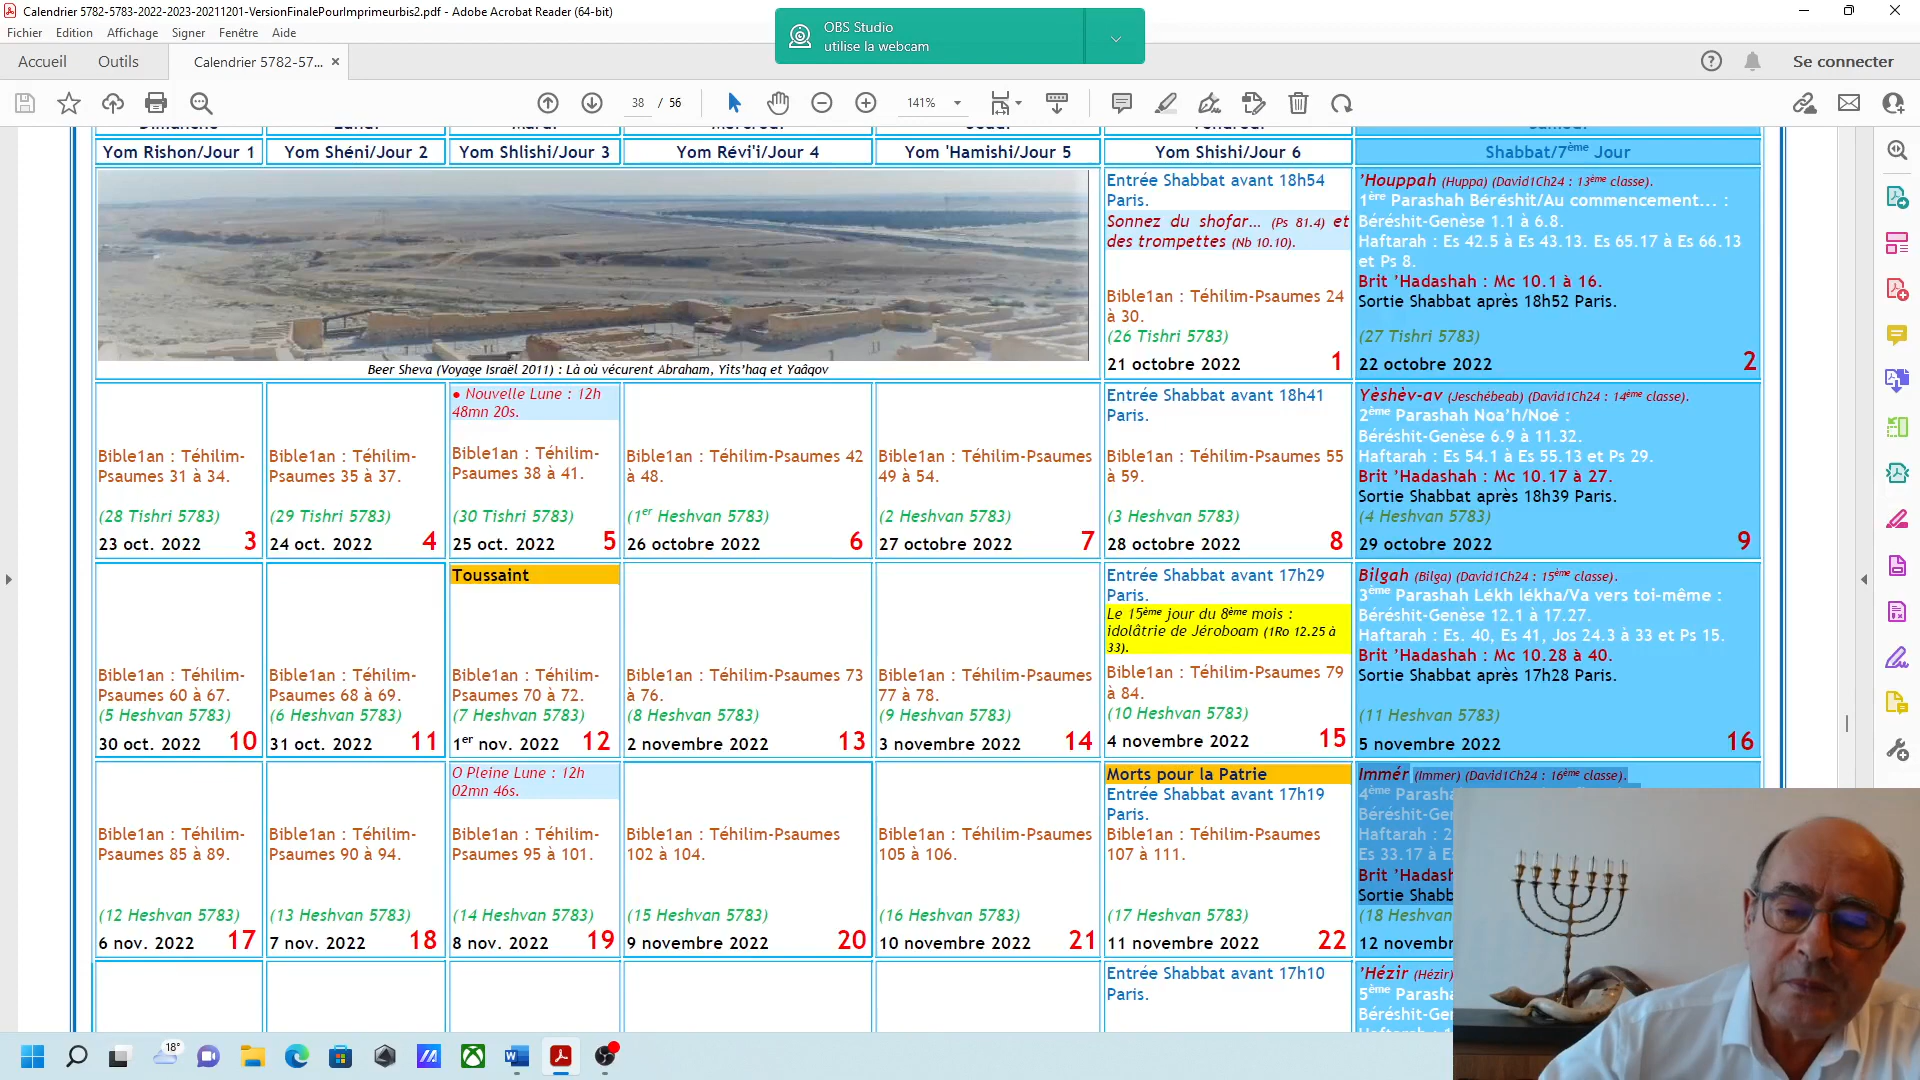 Calendrier 5782-5783-2022-2023-20211201-VersionFinalePourImprimeurbis2.pdf - Adobe Acrobat Reader (64-bit)
Fichier Edition Affichage Signer Fenêtre Aide
OBS Studio
utilise la webcam
Accueil Outils Calendrier 5782-57... × Se connecter
38 / 56 141%
Yom Rishon/Jour 1 Yom Shéni/Jour 2 Yom Shlishi/Jour 3 Yom Révi'i/Jour 4 Yom 'Hamishi/Jour 5 Yom Shishi/Jour 6 Shabbat/7ème Jour
Beer Sheva (Voyage Israël 2011) : Là où vécurent Abraham, Yits'haq et Yaâqov
Entrée Shabbat avant 18h54
Paris.
Sonnez du shofar… (Ps 81.4) et
des trompettes (Nb 10.10).
Bible1an : Téhilim-Psaumes 24
à 30.
(26 Tishri 5783)
21 octobre 2022 1
'Houppah (Huppa) (David1Ch24 : 13ème classe).
1ère Parashah Béréshit/Au commencement... :
Béréshit-Genèse 1.1 à 6.8.
Haftarah : Es 42.5 à Es 43.13. Es 65.17 à Es 66.13
et Ps 8.
Brit 'Hadashah : Mc 10.1 à 16.
Sortie Shabbat après 18h52 Paris.
(27 Tishri 5783)
22 octobre 2022 2
Bible1an : Téhilim-
Psaumes 31 à 34.
(28 Tishri 5783)
23 oct. 2022 3
Bible1an : Téhilim-
Psaumes 35 à 37.
(29 Tishri 5783)
24 oct. 2022 4
● Nouvelle Lune : 12h
48mn 20s.
Bible1an : Téhilim-
Psaumes 38 à 41.
(30 Tishri 5783)
25 oct. 2022 5
Bible1an : Téhilim-Psaumes 42
à 48.
(1er Heshvan 5783)
26 octobre 2022 6
Bible1an : Téhilim-Psaumes
49 à 54.
(2 Heshvan 5783)
27 octobre 2022 7
Entrée Shabbat avant 18h41
Paris.
Bible1an : Téhilim-Psaumes 55
à 59.
(3 Heshvan 5783)
28 octobre 2022 8
Yèshèv-av (Jeschébeab) (David1Ch24 : 14ème classe).
2ème Parashah Noa'h/Noé :
Béréshit-Genèse 6.9 à 11.32.
Haftarah : Es 54.1 à Es 55.13 et Ps 29.
Brit 'Hadashah : Mc 10.17 à 27.
Sortie Shabbat après 18h39 Paris.
(4 Heshvan 5783)
29 octobre 2022 9
Bible1an : Téhilim-
Psaumes 60 à 67.
(5 Heshvan 5783)
30 oct. 2022 10
Bible1an : Téhilim-
Psaumes 68 à 69.
(6 Heshvan 5783)
31 oct. 2022 11
Toussaint
Bible1an : Téhilim-
Psaumes 70 à 72.
(7 Heshvan 5783)
1er nov. 2022 12
Bible1an : Téhilim-Psaumes 73
à 76.
(8 Heshvan 5783)
2 novembre 2022 13
Bible1an : Téhilim-Psaumes
77 à 78.
(9 Heshvan 5783)
3 novembre 2022 14
Entrée Shabbat avant 17h29
Paris.
Le 15ème jour du 8ème mois :
idolâtrie de Jéroboam (1Ro 12.25 à
33).
Bible1an : Téhilim-Psaumes 79
à 84.
(10 Heshvan 5783)
4 novembre 2022 15
Bilgah (Bilga) (David1Ch24 : 15ème classe).
3ème Parashah Lékh lékha/Va vers toi-même :
Béréshit-Genèse 12.1 à 17.27.
Haftarah : Es. 40, Es 41, Jos 24.3 à 33 et Ps 15.
Brit 'Hadashah : Mc 10.28 à 40.
Sortie Shabbat après 17h28 Paris.
(11 Heshvan 5783)
5 novembre 2022 16
Bible1an : Téhilim-
Psaumes 85 à 89.
(12 Heshvan 5783)
6 nov. 2022 17
Bible1an : Téhilim-
Psaumes 90 à 94.
(13 Heshvan 5783)
7 nov. 2022 18
O Pleine Lune : 12h
02mn 46s.
Bible1an : Téhilim-
Psaumes 95 à 101.
(14 Heshvan 5783)
8 nov. 2022 19
Bible1an : Téhilim-Psaumes
102 à 104.
(15 Heshvan 5783)
9 novembre 2022 20
Bible1an : Téhilim-Psaumes
105 à 106.
(16 Heshvan 5783)
10 novembre 2022 21
Morts pour la Patrie
Entrée Shabbat avant 17h19
Paris.
Bible1an : Téhilim-Psaumes
107 à 111.
(17 Heshvan 5783)
11 novembre 2022 22
Immér (Immer) (David1Ch24 : 16ème classe).
4ème Parasha
Béréshit-Ger
Haftarah : 2
Es 33.17 à E
Brit 'Hadash
Sortie Shabb
(18 Heshvan
12 novemb
Entrée Shabbat avant 17h10
Paris.
'Hézir (Hézir)
5ème Parasha
Béréshit-Ger
18°